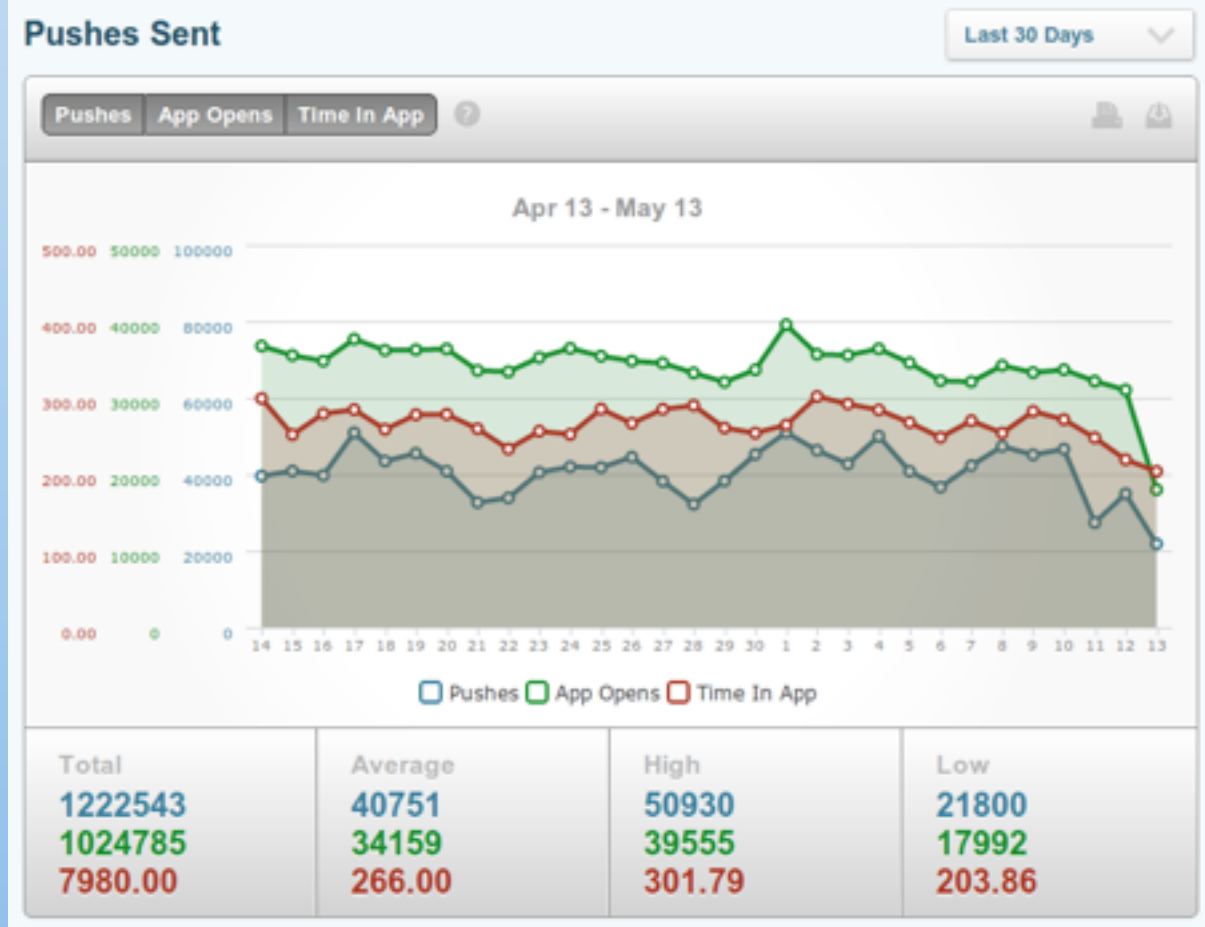 Pushes Sent
Last 30 Days
Pushes App Opens Time In App ?
Apr 13 - May 13
500.00 50000 100000
400.00 40000 80000
300.00 30000 60000
200.00 20000 40000
100.00 10000 20000
0.00 0 0
14 15 16 17 18 19 20 21 22 23 24 25 26 27 28 29 30 1 2 3 4 5 6 7 8 9 10 11 12 13
Pushes App Opens Time In App
Total Average High Low
1222543 40751 50930 21800
1024785 34159 39555 17992
7980.00 266.00 301.79 203.86